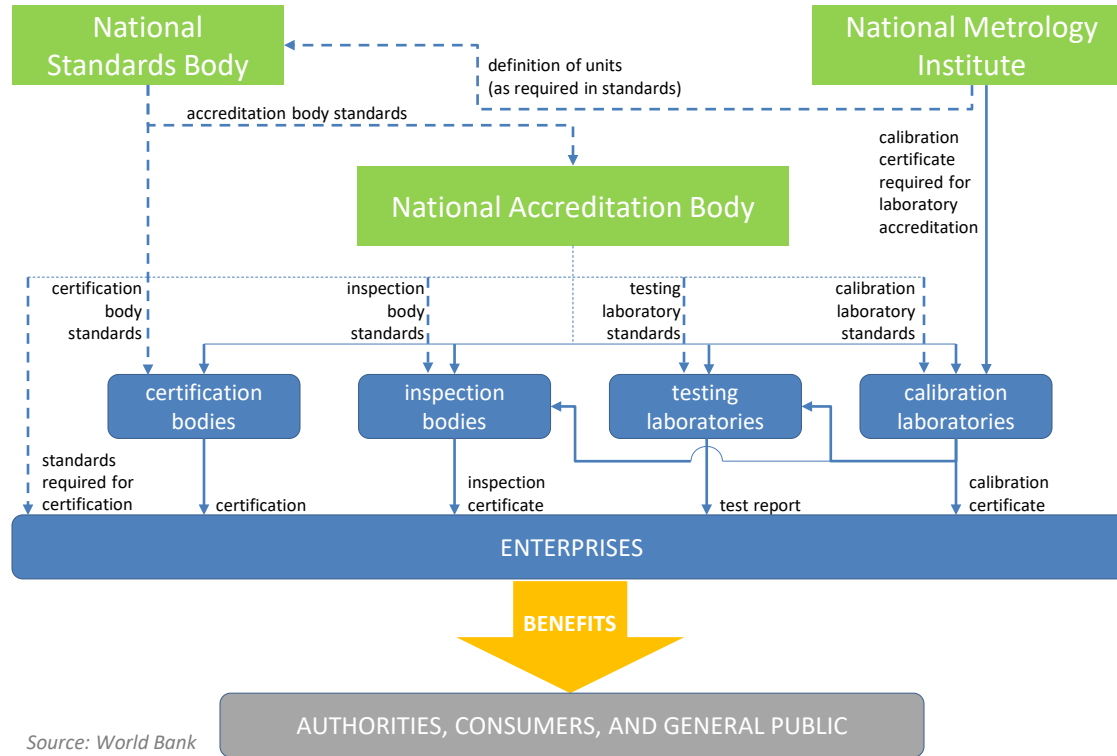 National
Standards Body
National Metrology
Institute
definition of units
(as required in standards)
accreditation body standards
calibration
certificate
required for
laboratory
accreditation
National Accreditation Body
certification
body
standards
inspection
body
standards
testing
laboratory
standards
calibration
laboratory
standards
certification
bodies
inspection
bodies
testing
laboratories
calibration
laboratories
standards
required for
certification
certification
inspection
certificate
test report
calibration
certificate
ENTERPRISES
BENEFITS
AUTHORITIES, CONSUMERS, AND GENERAL PUBLIC
Source: World Bank